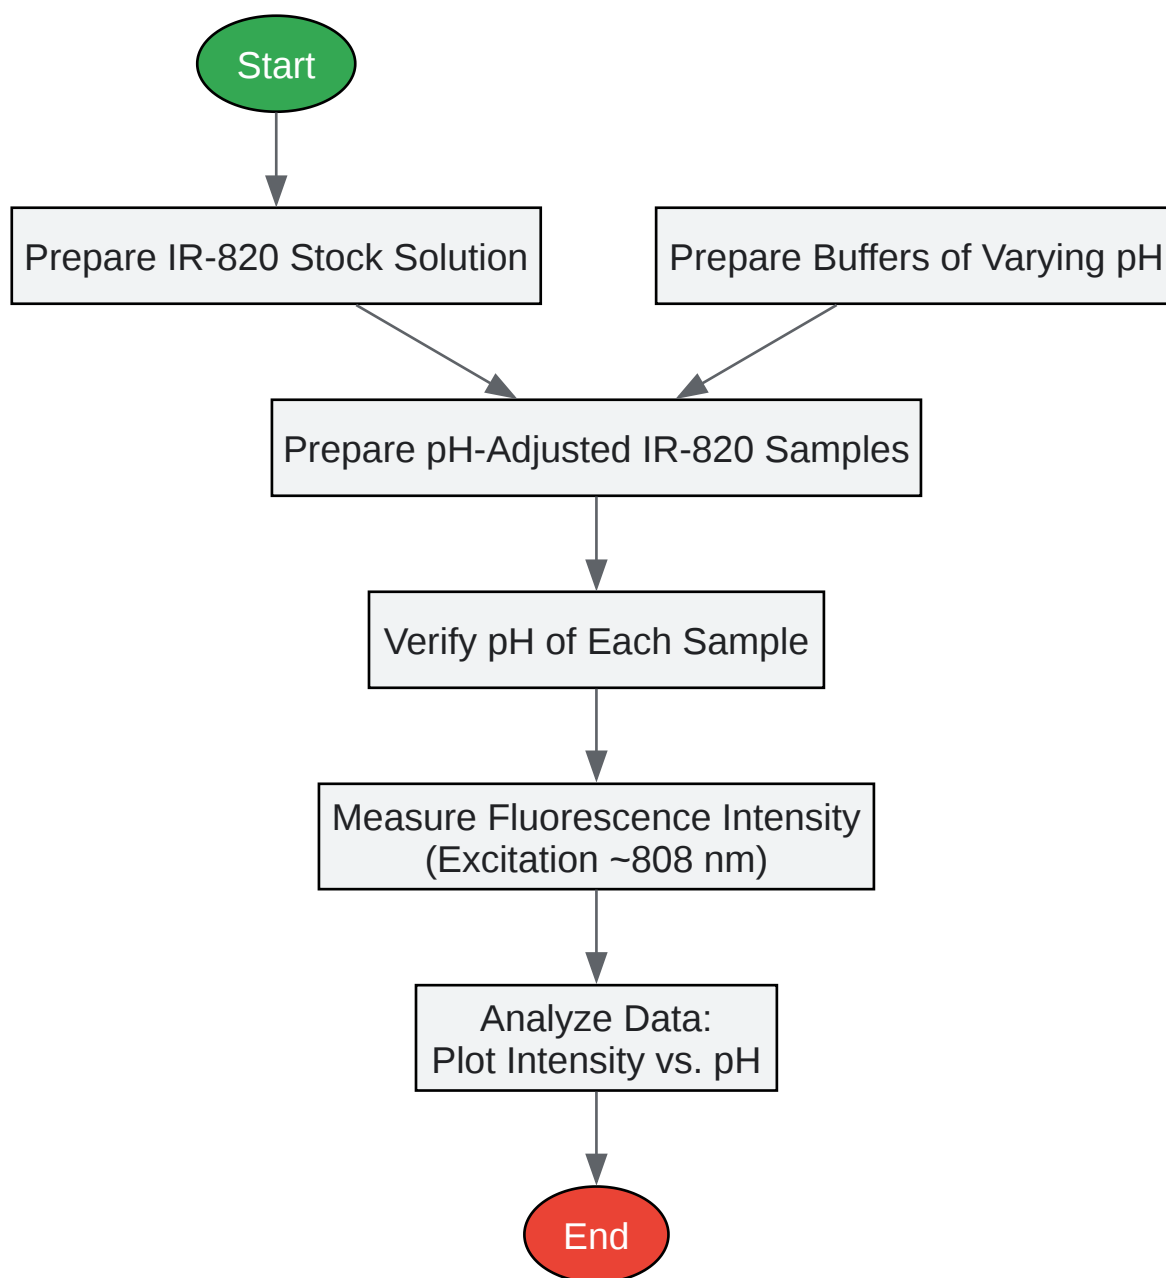 Start
Prepare IR-820 Stock Solution
Prepare Buffers of Varying pH
Prepare pH-Adjusted IR-820 Samples
Verify pH of Each Sample
Measure Fluorescence Intensity
(Excitation ~808 nm)
Analyze Data:
Plot Intensity vs. pH
End